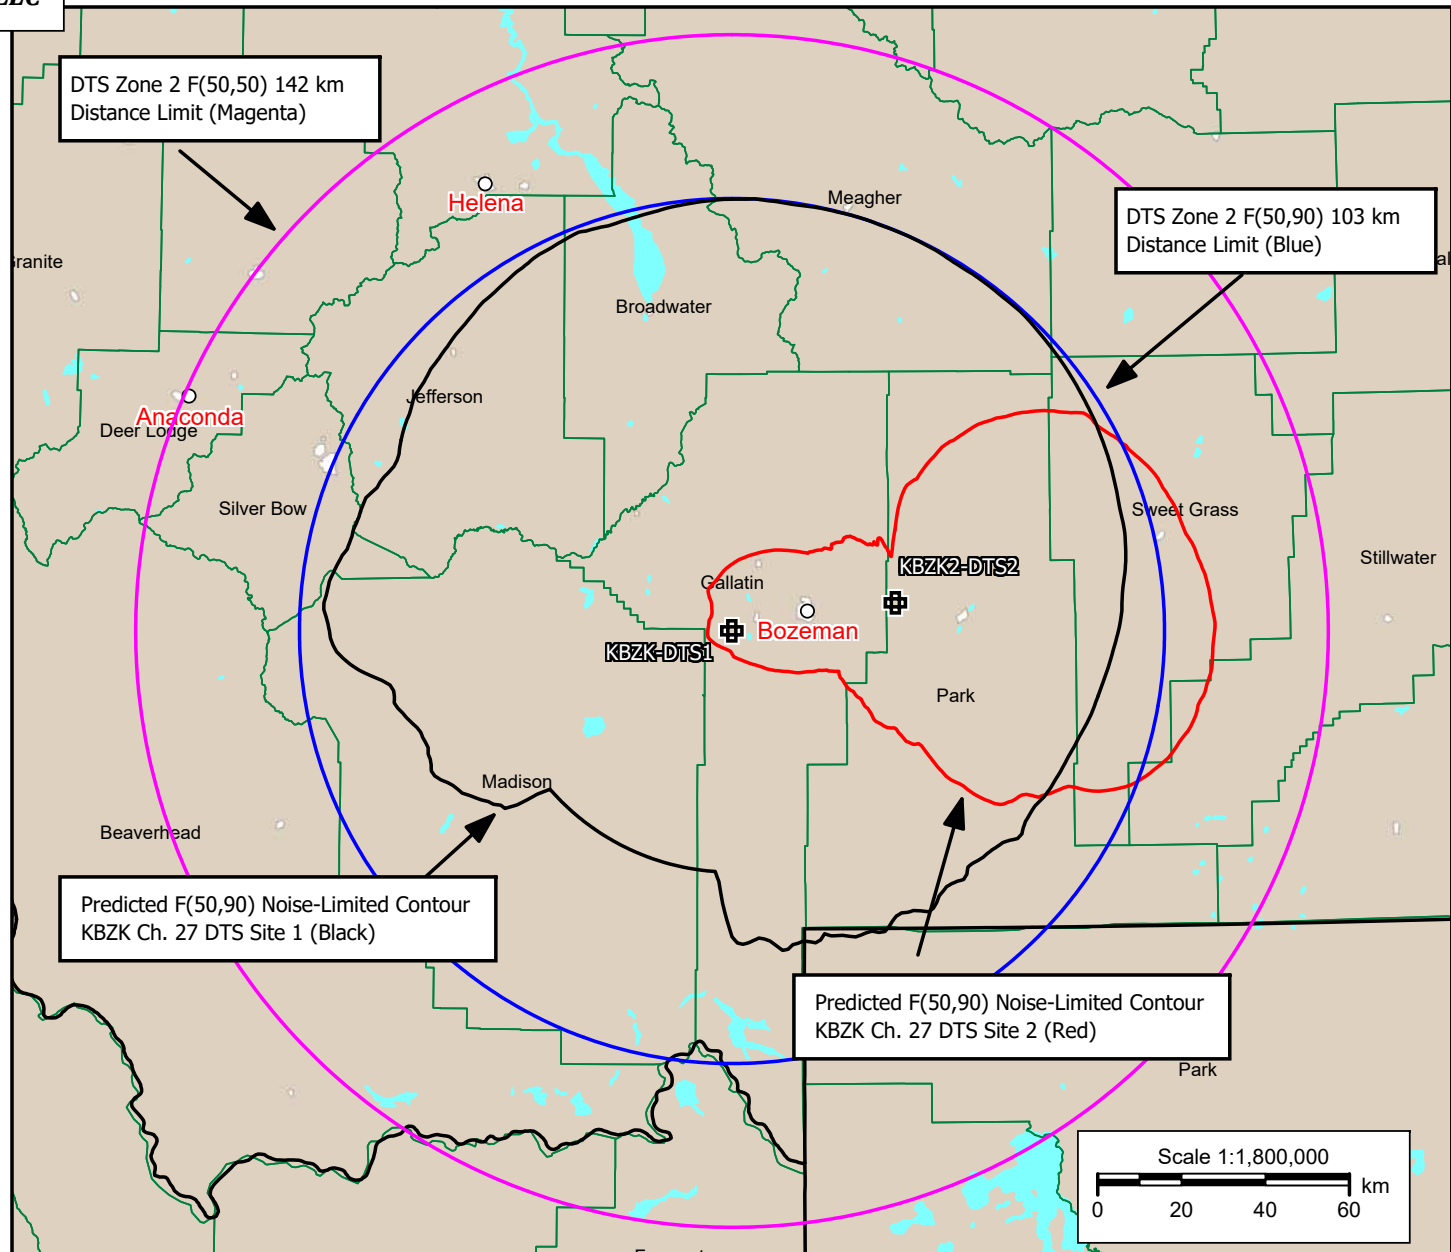 DTS Zone 2 F(50,50) 142 km
Distance Limit (Magenta)
Helena
Meagher
DTS Zone 2 F(50,90) 103 km
Distance Limit (Blue)
Broadwater
Jefferson
Anaconda
Deer Lodge
Silver Bow
Sweet Grass
Stillwater
KBZK2-DTS2
Gallatin
Bozeman
KBZK-DTS1
Park
Madison
Beaverhead
Predicted F(50,90) Noise-Limited Contour
KBZK Ch. 27 DTS Site 1 (Black)
Predicted F(50,90) Noise-Limited Contour
KBZK Ch. 27 DTS Site 2 (Red)
Park
Scale 1:1,800,000
km
0 20 40 60